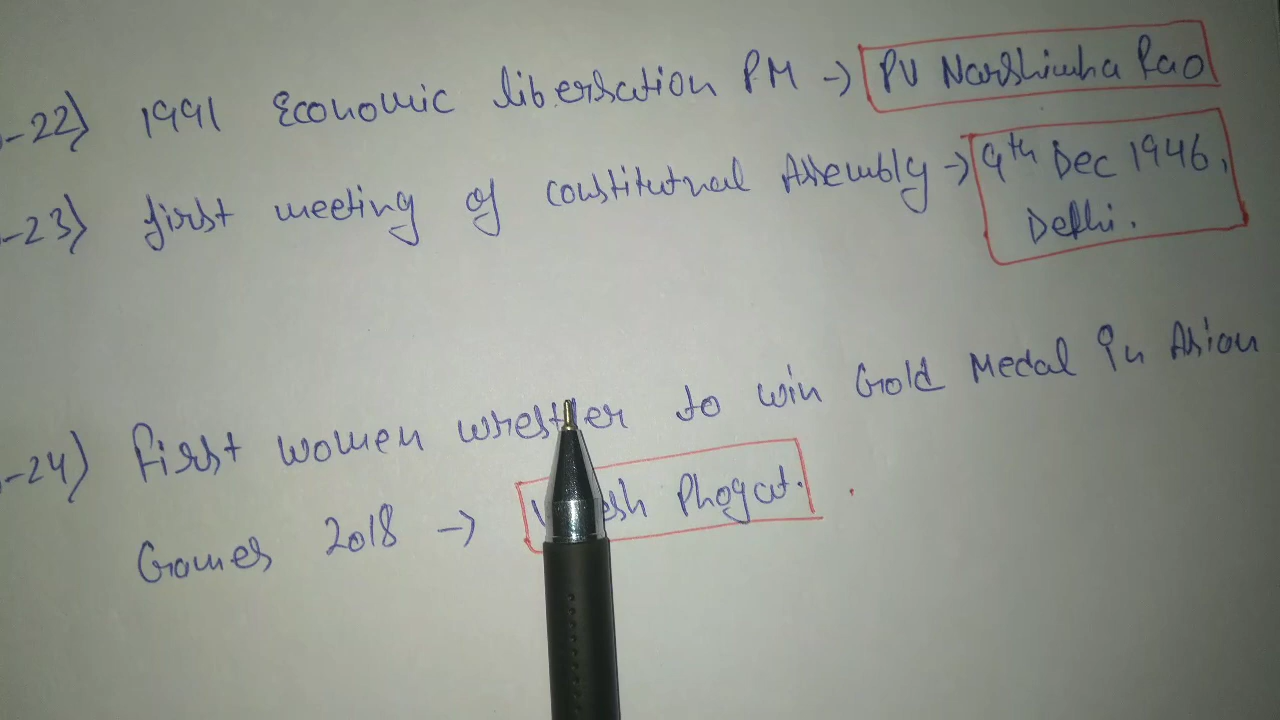 -22) 1991 Economic libersation PM → PV Narshimha Rao
-23) first meeting of constitutnal Assembly → 9th Dec 1946,
Delhi.
-24) First women wrestler to win Gold Medal in Asian
Games 2018 → Phogat.